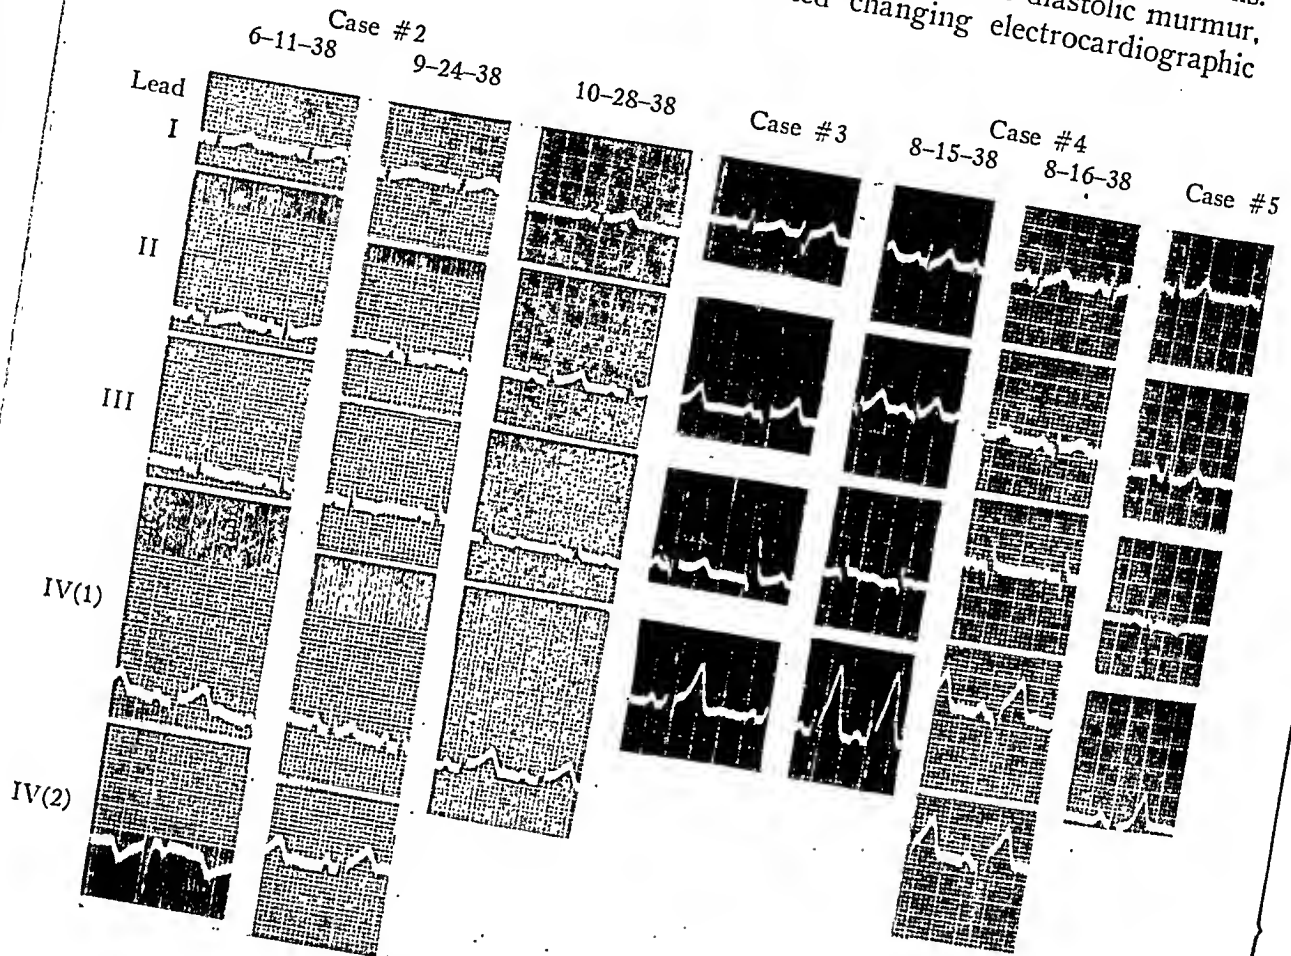 diastolic murmur,
changing electrocardiographic
Case #2
6–11–38
9–24–38
10–28–38
Case #3
Case #4
8–15–38
8–16–38
Case #5
Lead
I
II
III
IV(1)
IV(2)